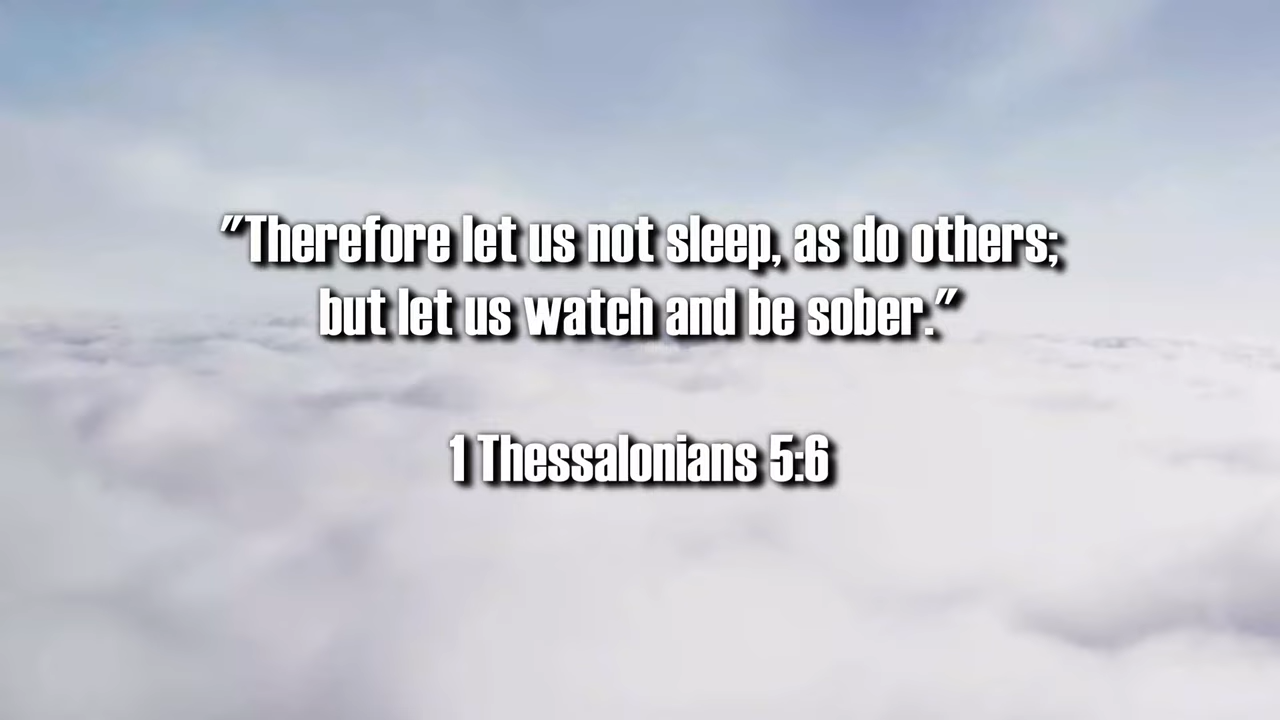 "Therefore let us not sleep, as do others;
but let us watch and be sober."
1 Thessalonians 5:6